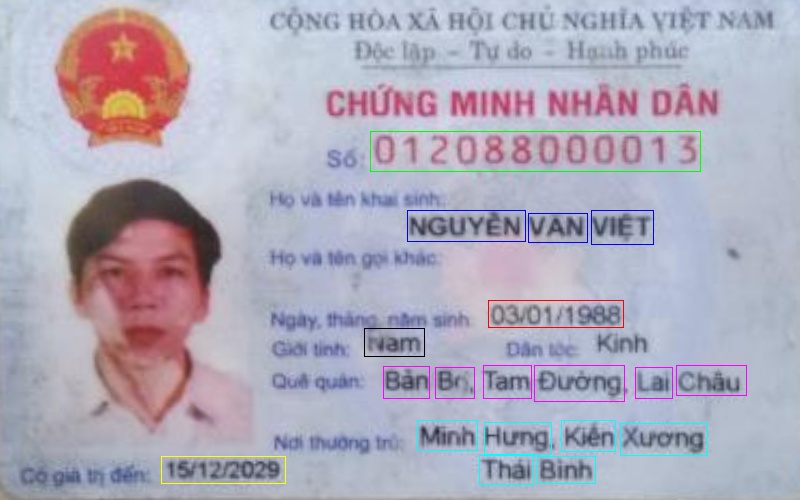 CỘNG HÒA XÃ HỘI CHỦ NGHĨA VIỆT NAM
Độc lập - Tự do - Hạnh phúc
CHỨNG MINH NHÂN DÂN
Số: 012088000013
Họ và tên khai sinh:
NGUYỄN VĂN VIỆT
Họ và tên gọi khác:
Ngày, tháng, năm sinh: 03/01/1988
Giới tính: Nam Dân tộc: Kinh
Quê quán: Bản Bo, Tam Đường, Lai Châu
Nơi thường trú: Minh Hưng, Kiến Xương
Thái Bình
Có giá trị đến: 15/12/2029